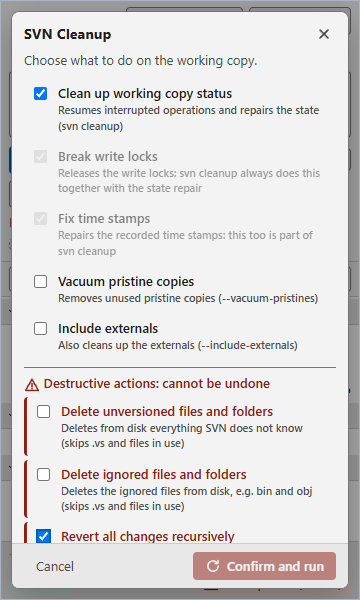 SVN Cleanup
Choose what to do on the working copy.
Clean up working copy status
Resumes interrupted operations and repairs the state
(svn cleanup)
Break write locks
Releases the write locks: svn cleanup always does this
together with the state repair
Fix time stamps
Repairs the recorded time stamps: this too is part of
svn cleanup
Vacuum pristine copies
Removes unused pristine copies (--vacuum-pristines)
Include externals
Also cleans up the externals (--include-externals)
Destructive actions: cannot be undone
Delete unversioned files and folders
Deletes from disk everything SVN does not know
(skips .vs and files in use)
Delete ignored files and folders
Deletes the ignored files from disk, e.g. bin and obj
(skips .vs and files in use)
Revert all changes recursively
Cancel
Confirm and run